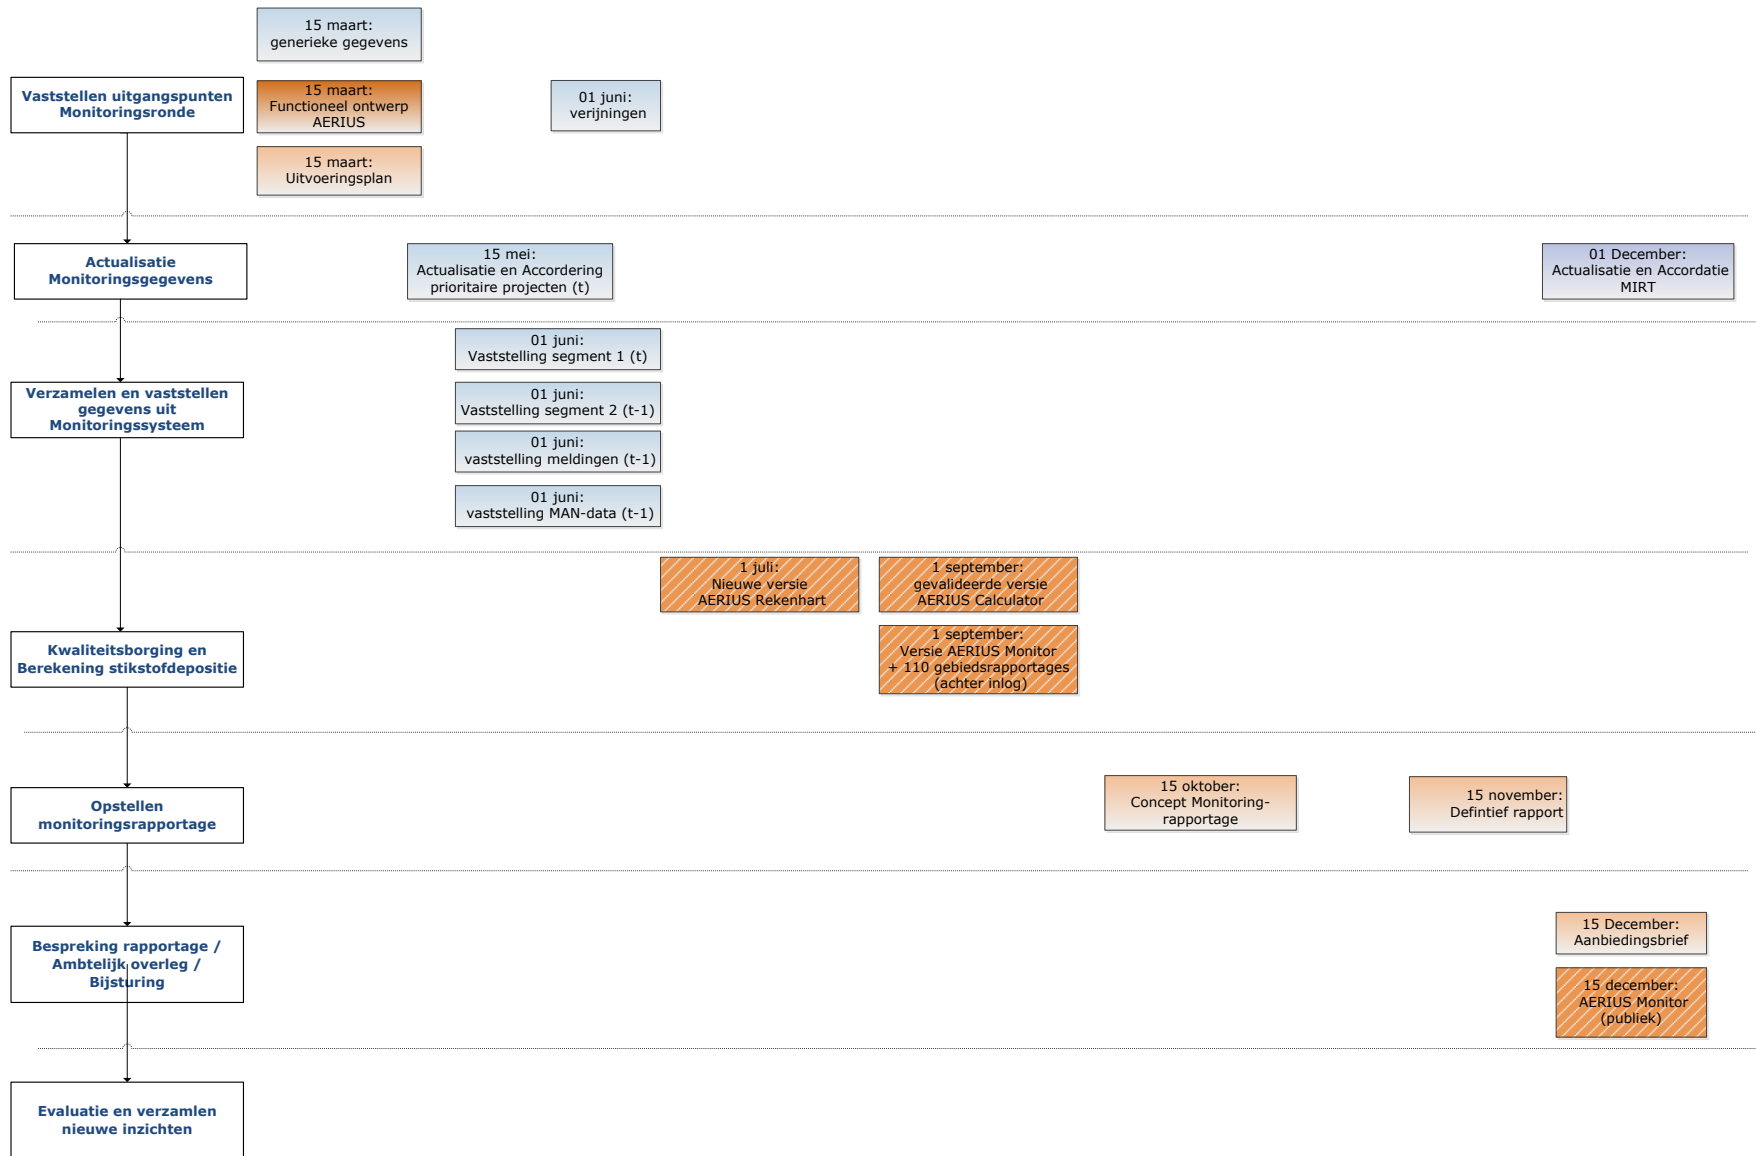 15 maart:
generieke gegevens
Vaststellen uitgangspunten
Monitoringsronde
15 maart:
Functioneel ontwerp
AERIUS
01 juni:
verijningen
15 maart:
Uitvoeringsplan
Actualisatie
Monitoringsgegevens
15 mei:
Actualisatie en Accordering
prioritaire projecten (t)
01 December:
Actualisatie en Accordatie
MIRT
01 juni:
Vaststelling segment 1 (t)
Verzamelen en vaststellen
gegevens uit
Monitoringssysteem
01 juni:
Vaststelling segment 2 (t-1)
01 juni:
vaststelling meldingen (t-1)
01 juni:
vaststelling MAN-data (t-1)
1 juli:
Nieuwe versie
AERIUS Rekenhart
1 september:
gevalideerde versie
AERIUS Calculator
Kwaliteitsborging en
Berekening stikstofdepositie
1 september:
Versie AERIUS Monitor
+ 110 gebiedsrapportages
(achter inlog)
Opstellen
monitoringsrapportage
15 oktober:
Concept Monitoring-
rapportage
15 november:
Defintief rapport
Bespreking rapportage /
Ambtelijk overleg /
Bijsturing
15 December:
Aanbiedingsbrief
15 december:
AERIUS Monitor
(publiek)
Evaluatie en verzamlen
nieuwe inzichten